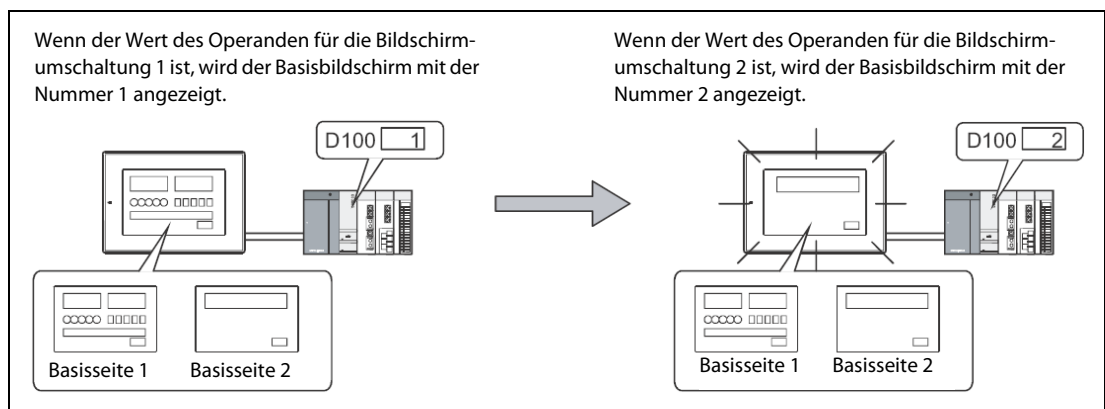 Wenn der Wert des Operanden für die Bildschirm-
umschaltung 1 ist, wird der Basisbildschirm mit der
Nummer 1 angezeigt.
D100 1
Basisseite 1 Basisseite 2
Wenn der Wert des Operanden für die Bildschirm-
umschaltung 2 ist, wird der Basisbildschirm mit der
Nummer 2 angezeigt.
D100 2
Basisseite 1 Basisseite 2